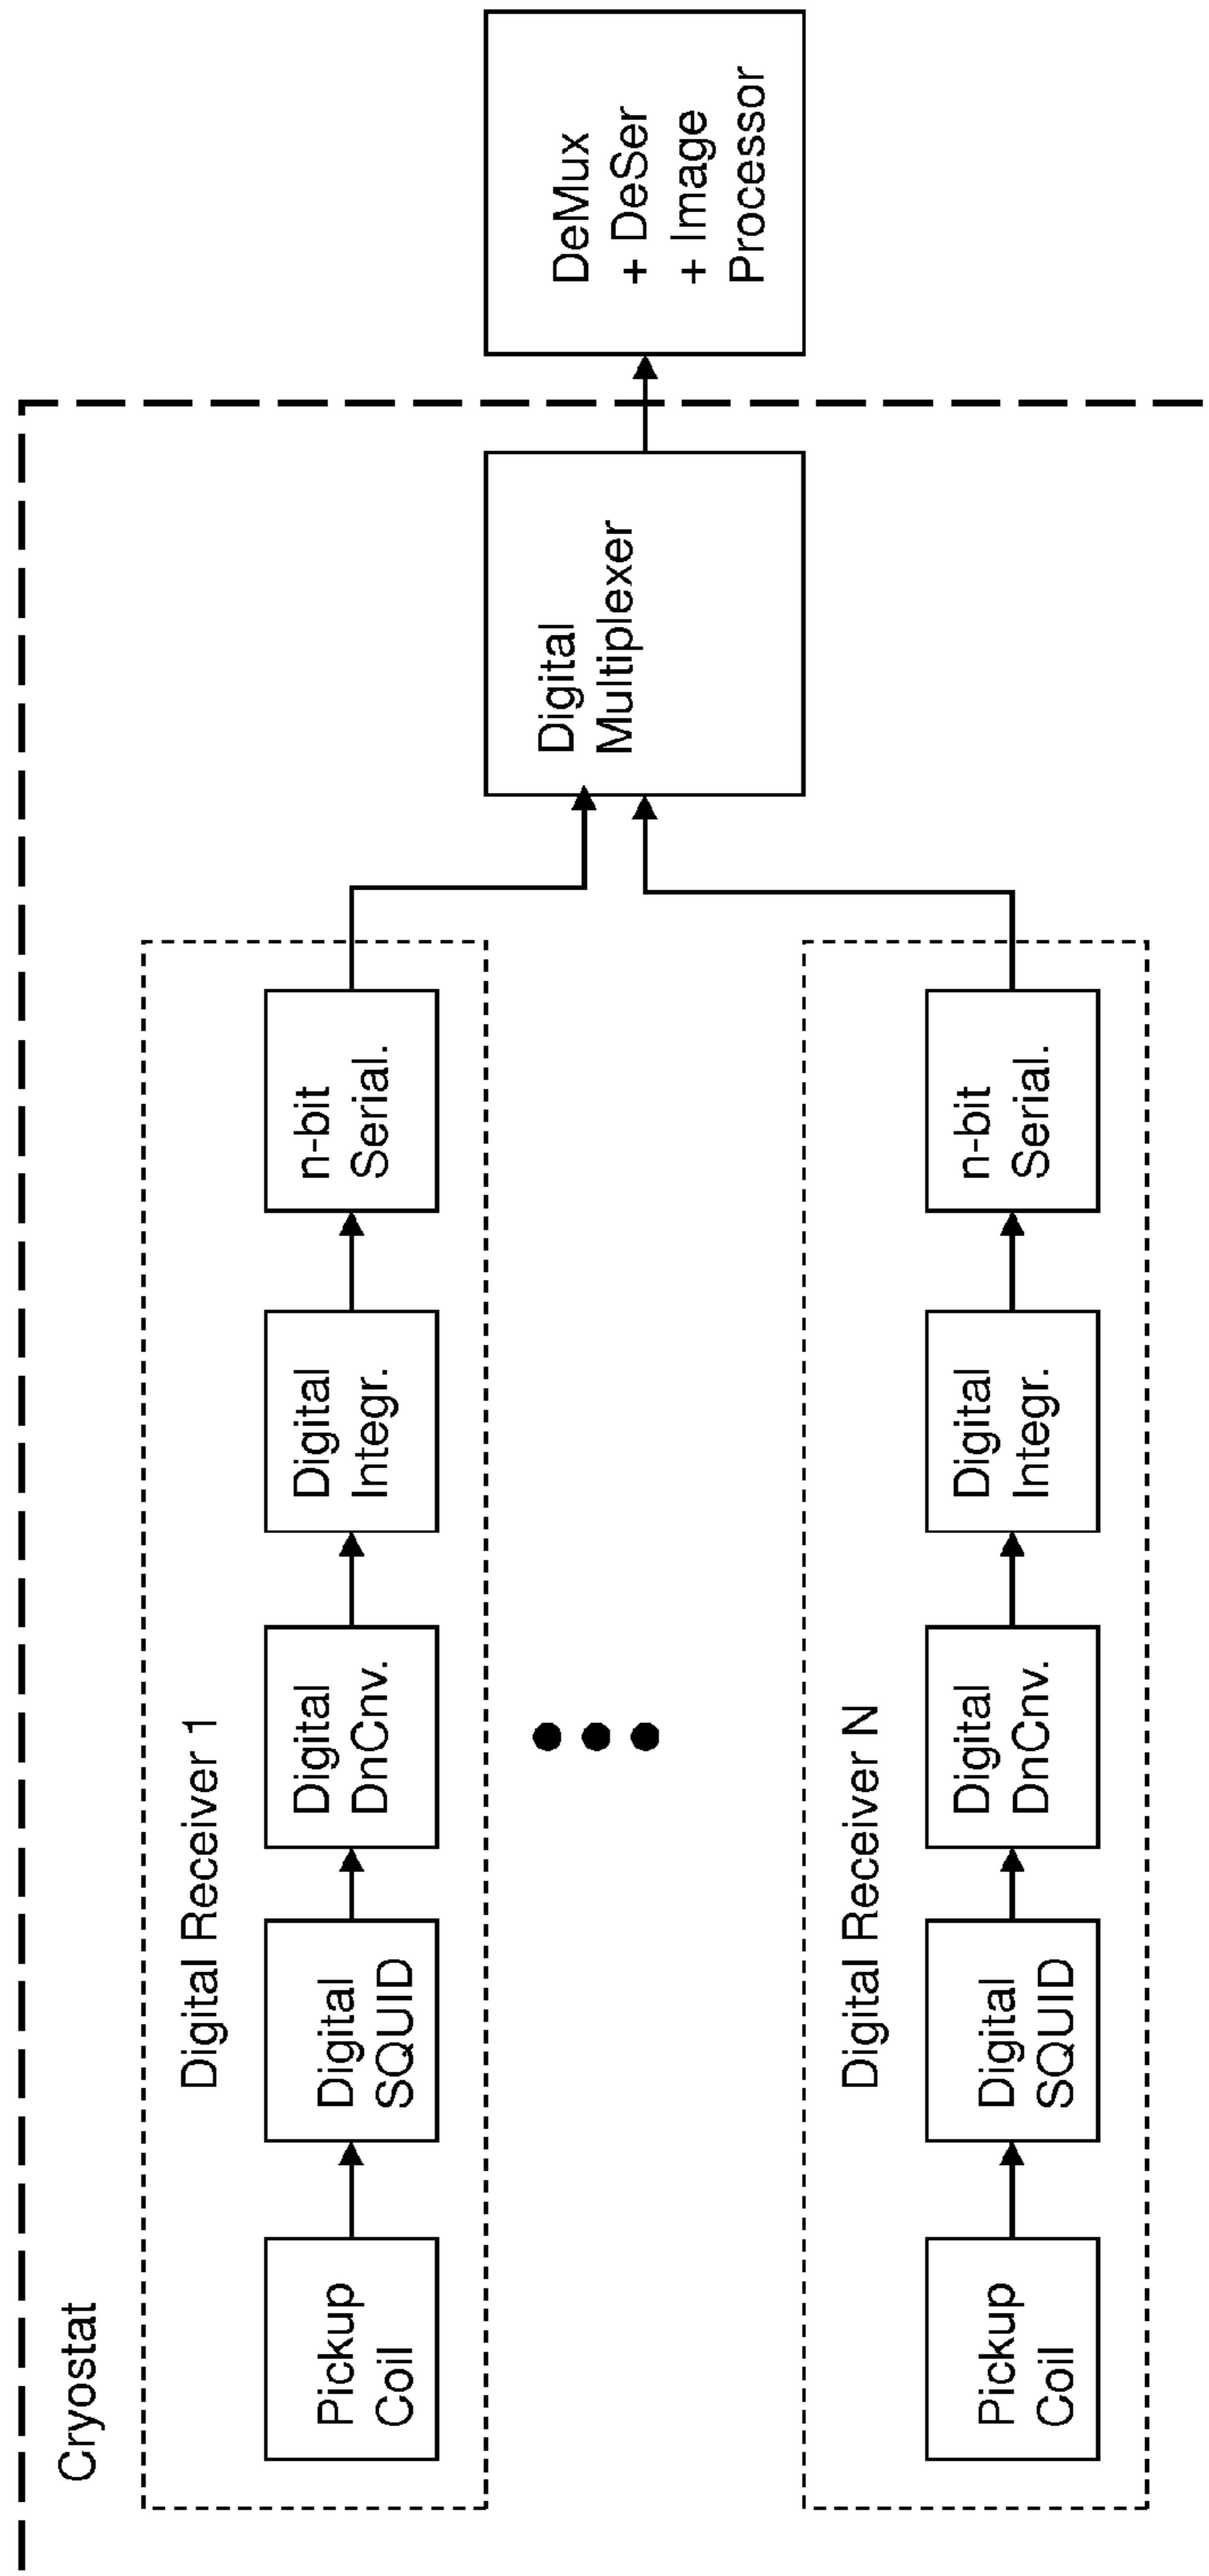 Cryostat
Digital Receiver 1
Pickup
Coil
Digital
SQUID
Digital
DnCnv.
Digital
Integr.
n-bit
Serial.
Digital
Multiplexer
DeMux
+ DeSer
+ Image
Processor
Digital Receiver N
Pickup
Coil
Digital
SQUID
Digital
DnCnv.
Digital
Integr.
n-bit
Serial.